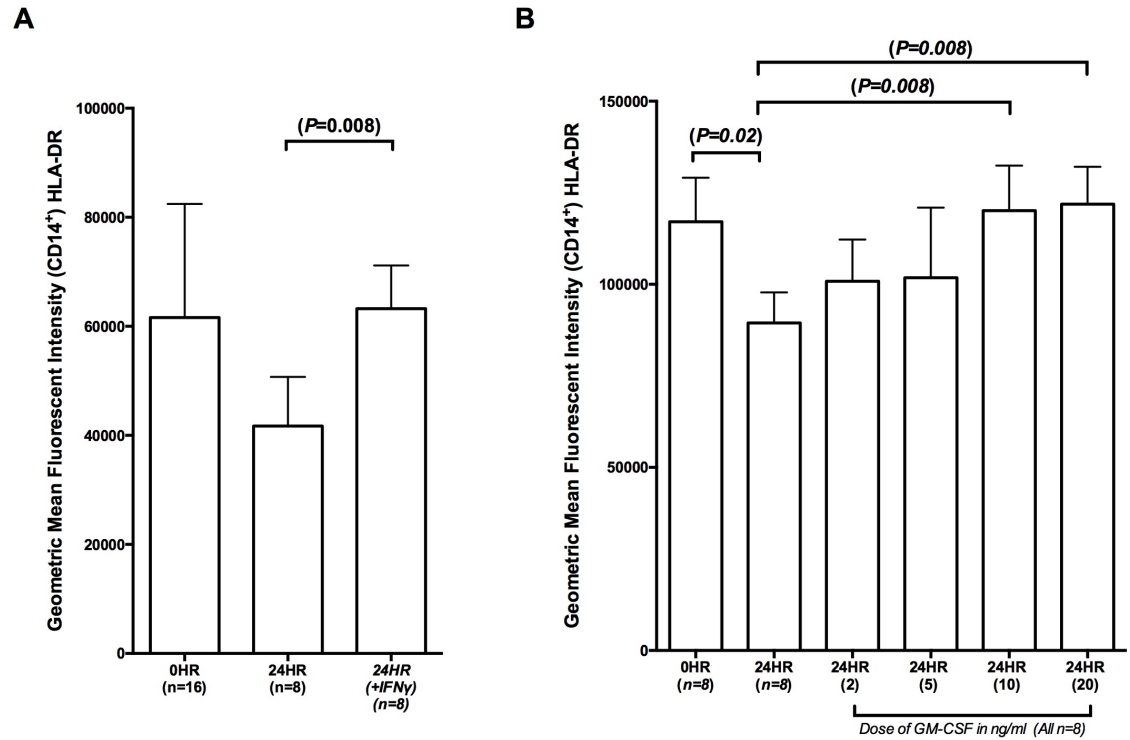 A
Geometric Mean Fluorescent Intensity (CD14⁺) HLA-DR
100000
80000
60000
40000
20000
0
(P=0.008)
0HR
(n=16)
24HR
(n=8)
24HR
(+IFNγ)
(n=8)
B
Geometric Mean Fluorescent Intensity (CD14⁺) HLA-DR
150000
100000
50000
0
(P=0.008)
(P=0.008)
(P=0.02)
0HR
(n=8)
24HR
(n=8)
24HR
(2)
24HR
(5)
24HR
(10)
24HR
(20)
Dose of GM-CSF in ng/ml (All n=8)